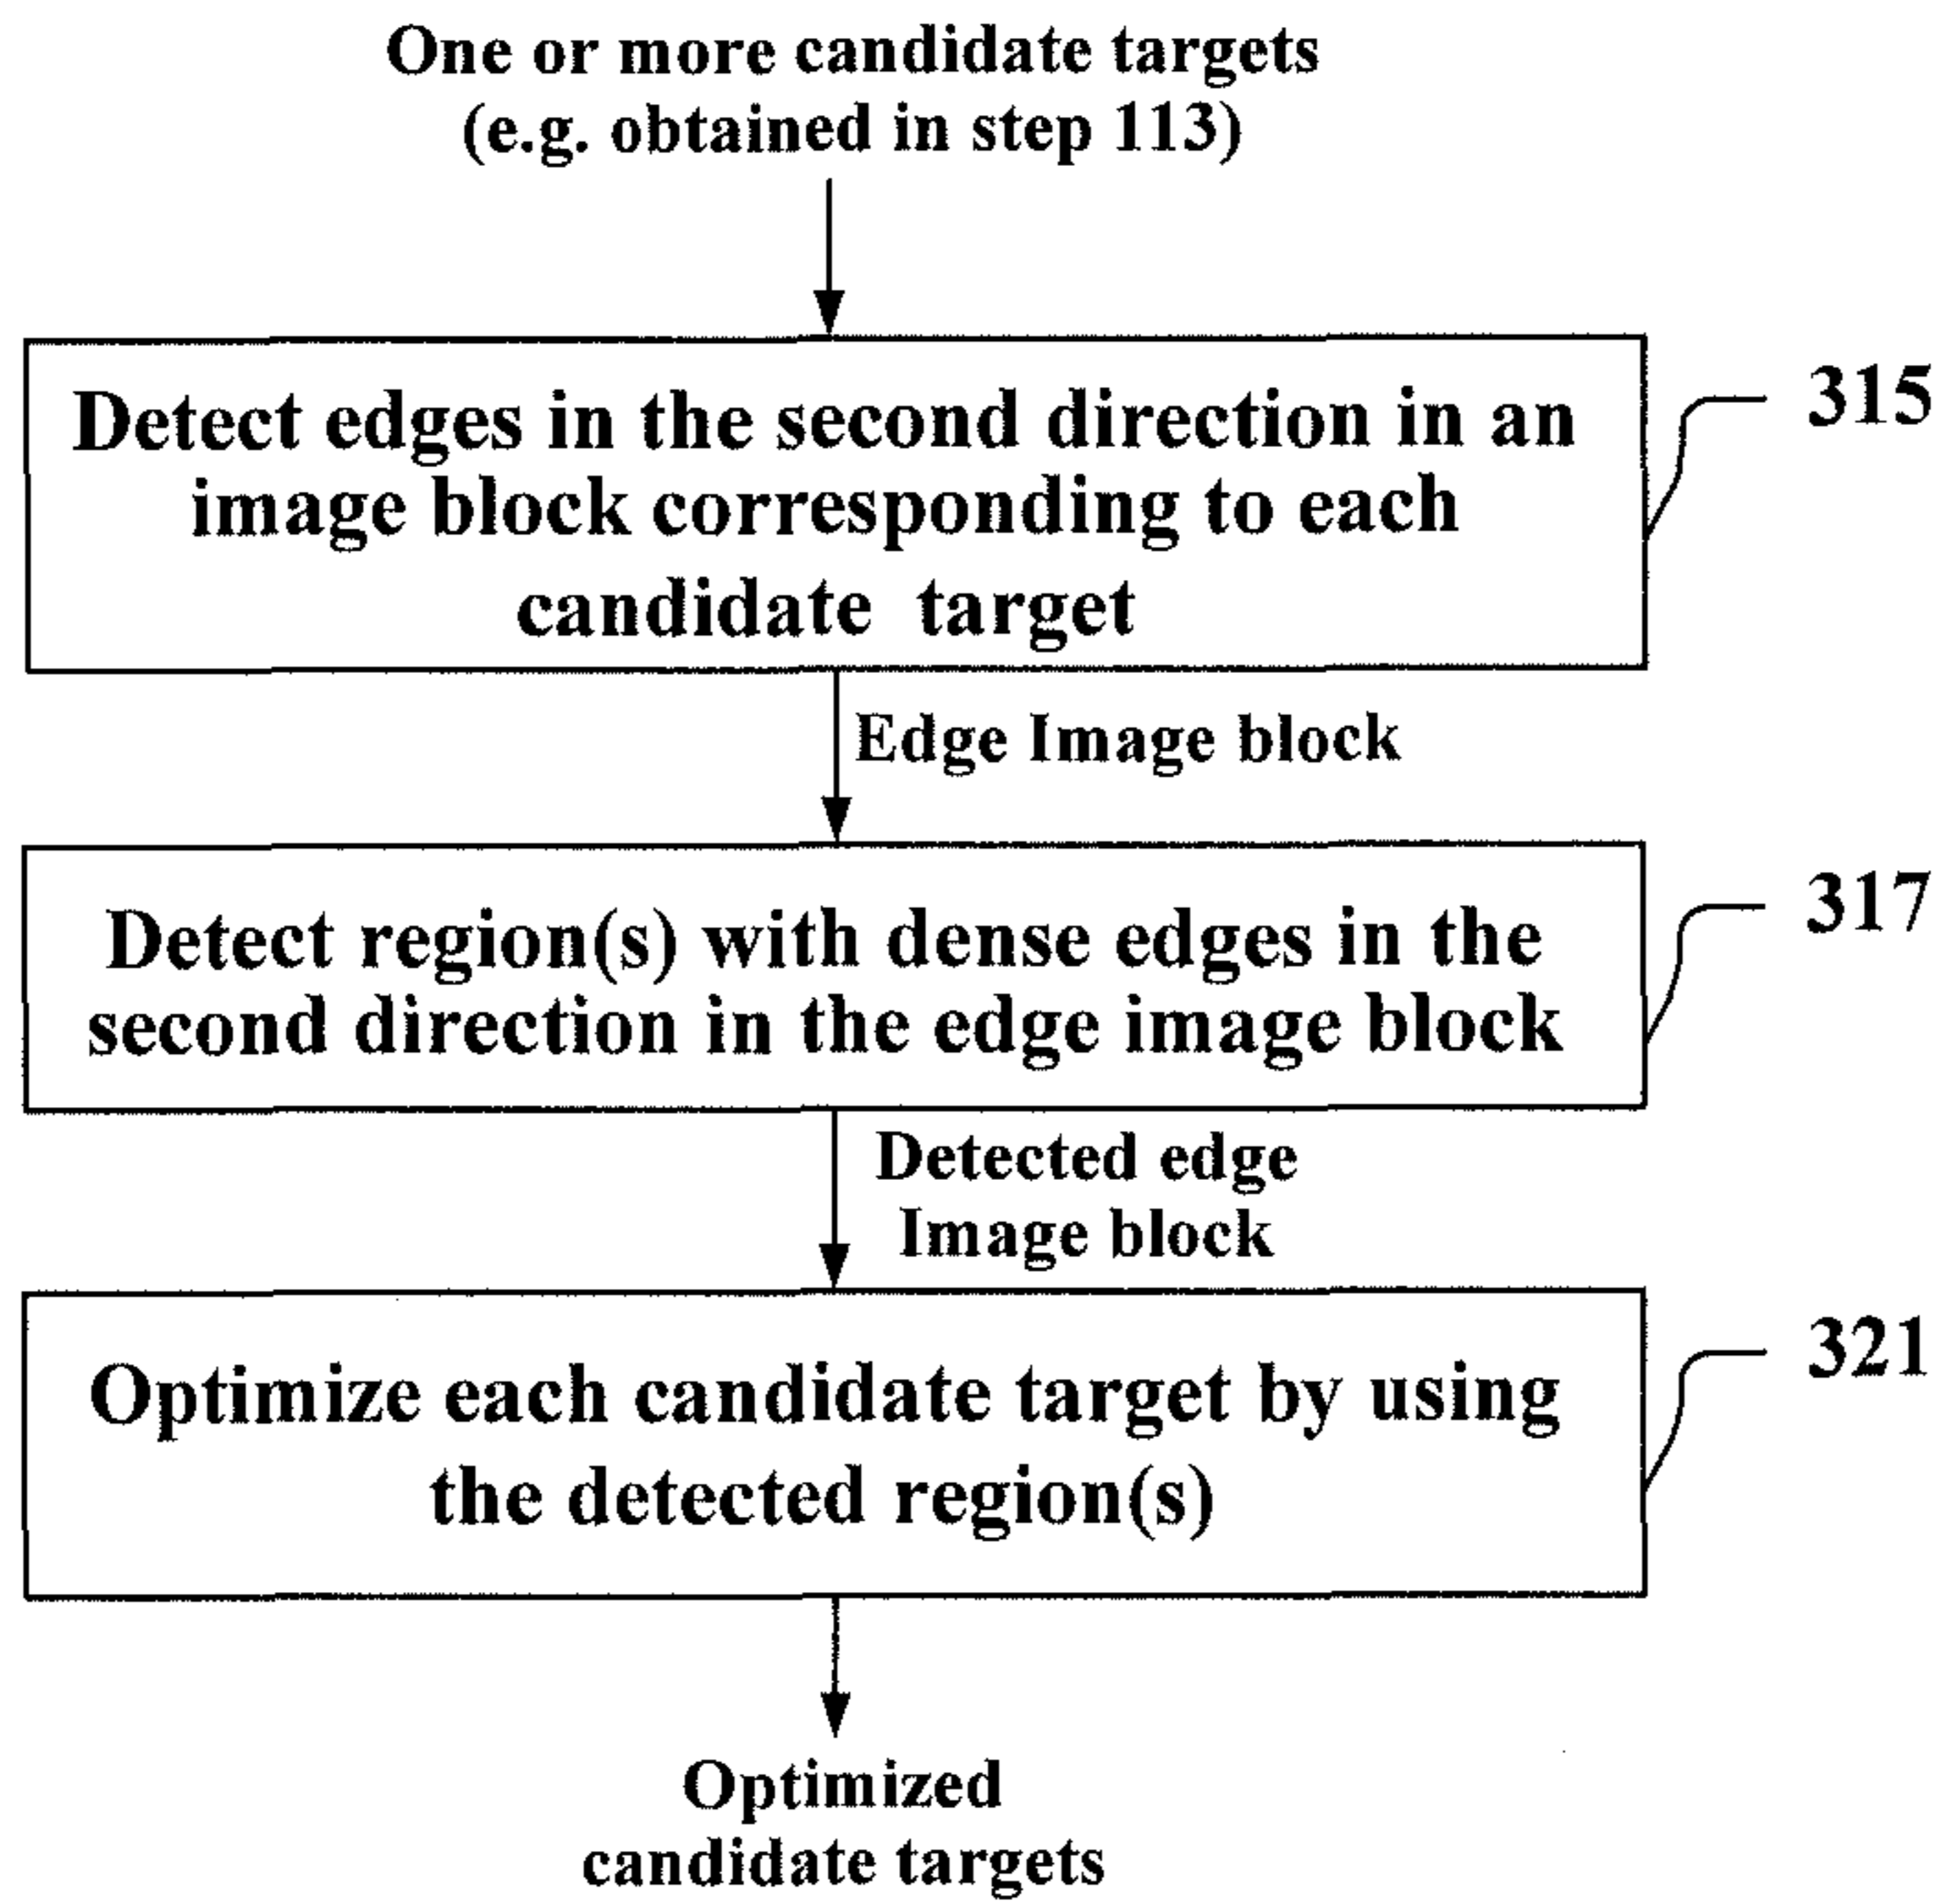 One or more candidate targets
(e.g. obtained in step 113)
Detect edges in the second direction in an
image block corresponding to each
candidate target
315
Edge Image block
Detect region(s) with dense edges in the
second direction in the edge image block
317
Detected edge
Image block
Optimize each candidate target by using
the detected region(s)
321
Optimized
candidate targets